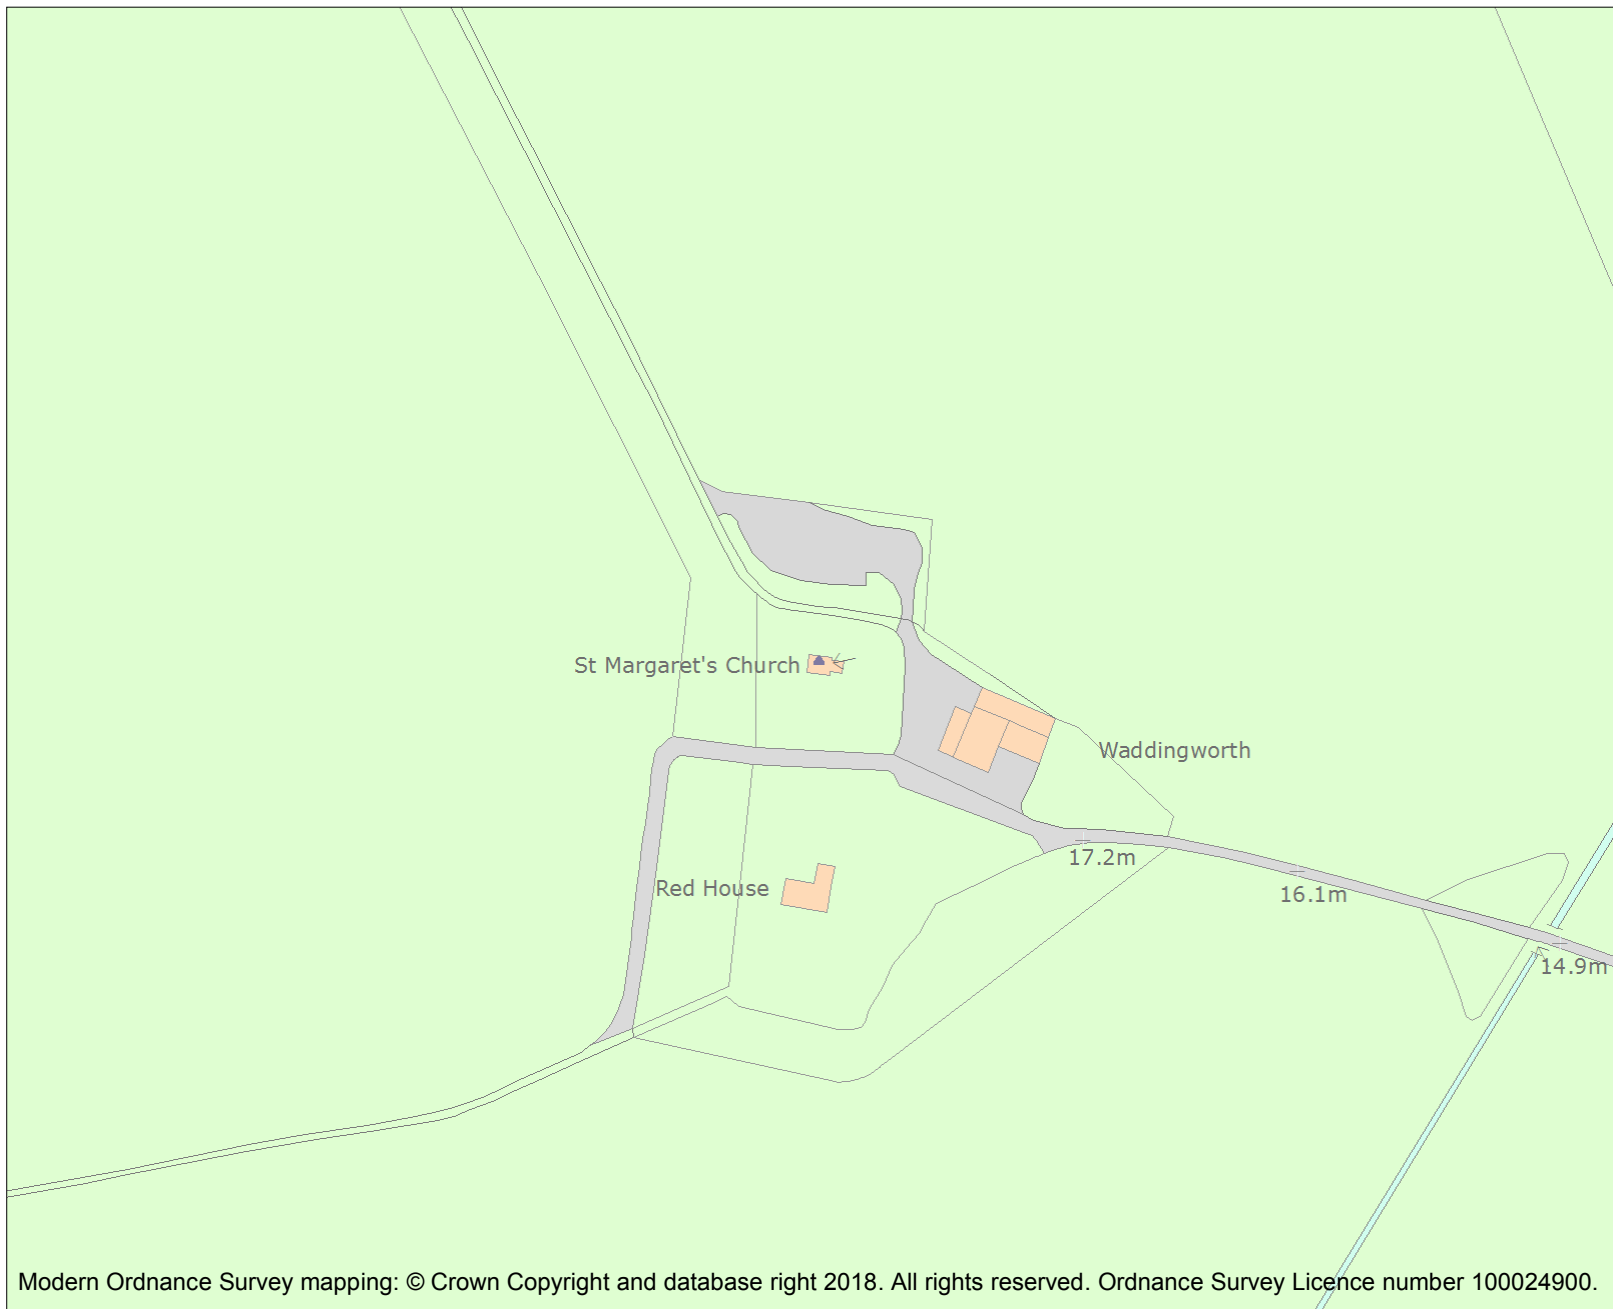 St Margaret's Church
Waddingworth
17.2m
Red House
16.1m
14.9m
Modern Ordnance Survey mapping: © Crown Copyright and database right 2018. All rights reserved. Ordnance Survey Licence number 100024900.